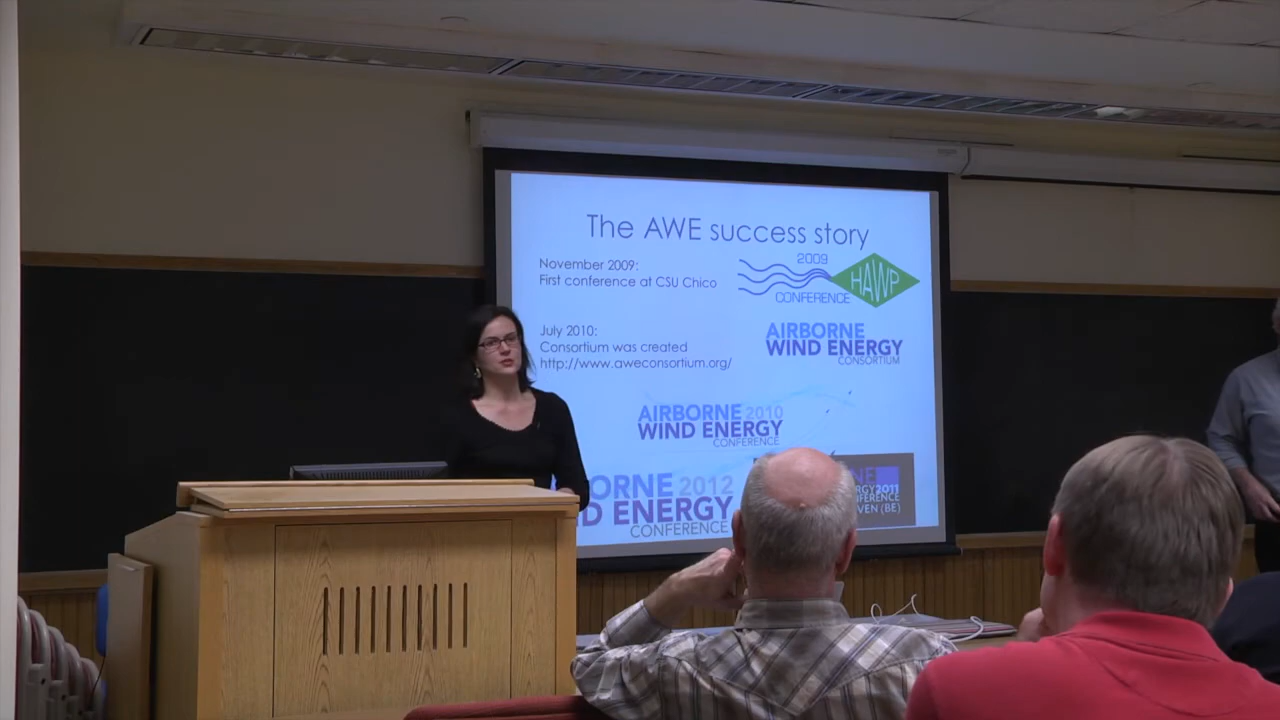 The AWE success story
November 2009:
First conference at CSU Chico
2009
HAWP
CONFERENCE
July 2010:
Consortium was created
http://www.aweconsortium.org/
AIRBORNE
WIND ENERGY
CONSORTIUM
AIRBORNE 2010
WIND ENERGY
CONFERENCE
ORNE 2012
D ENERGY
CONFERENCE
NE
RGY2011
FERENCE
VEN (BE)